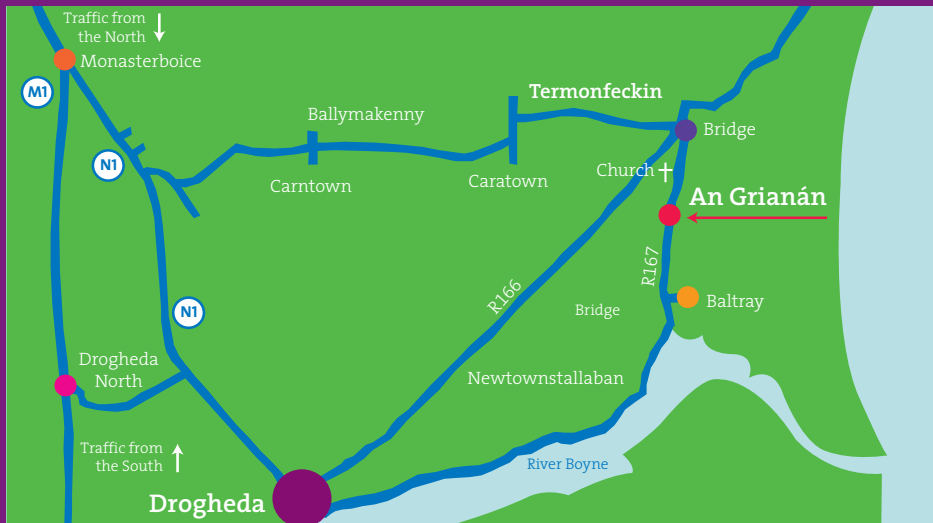 Traffic from
the North
Monasterboice
M1
Termonfeckin
Ballymakenny
Bridge
N1
Church
Carntown
Caratown
An Grianán
R167
R166
Baltray
N1
Bridge
Drogheda
North
Newtownstallaban
Traffic from
the South
River Boyne
Drogheda